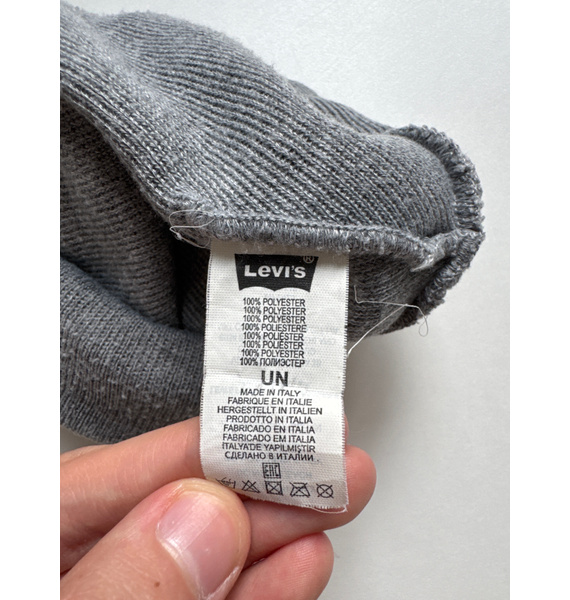 Levi's®
100% POLYESTER
100% POLYESTER
100% POLYESTER
100% POLIESTERE
100% POLIÉSTER
100% POLIÉSTER
100% POLYESTER
100% ПОЛИЭСТЕР
UN
MADE IN ITALY
FABRIQUE EN ITALIE
HERGESTELLT IN ITALIEN
PRODOTTO IN ITALIA
FABRICADO EN ITALIA
FABRICADO EM ITALIA
ITALYA'DE YAPILMIŞTIR
СДЕЛАНО В ИТАЛИИ
EAC